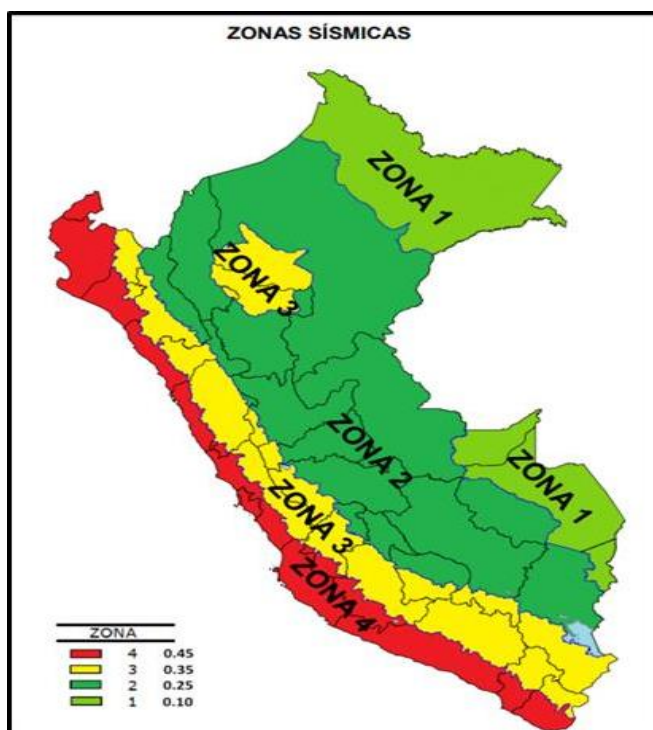 ZONAS SÍSMICAS
ZONA 1
ZONA 3
ZONA 2
ZONA 1
ZONA 3
ZONA 4
ZONA
4 0.45
3 0.35
2 0.25
1 0.10